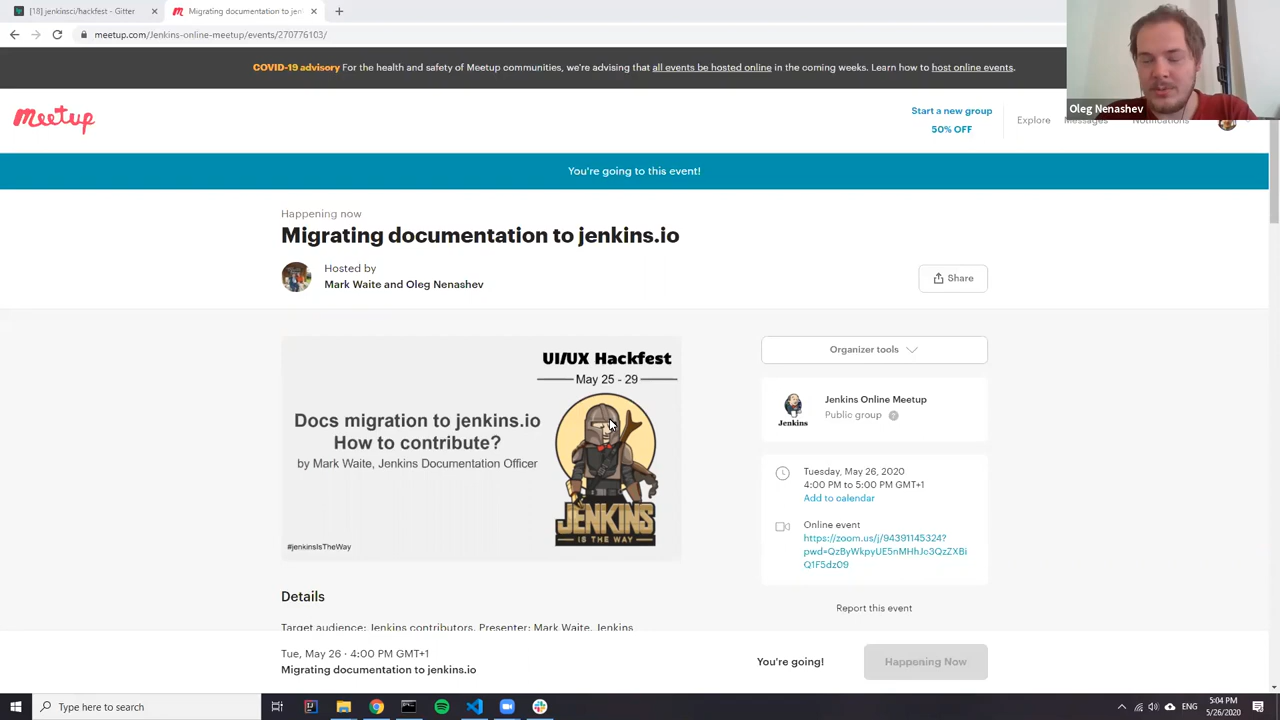 [18] jenkinsci/hackfest - Gitter
Migrating documentation to jen
meetup.com/Jenkins-online-meetup/events/270776103/
COVID-19 advisory For the health and safety of Meetup communities, we're advising that all events be hosted online in the coming weeks. Learn how to host online events.
Oleg Nenashev
meetup
Start a new group
50% OFF
Explore
Messages
Notifications
You're going to this event!
Happening now
Migrating documentation to jenkins.io
Hosted by
Mark Waite and Oleg Nenashev
Share
UI/UX Hackfest
May 25 - 29
Docs migration to jenkins.io
How to contribute?
by Mark Waite, Jenkins Documentation Officer
JENKINS
IS THE WAY
#jenkinsIsTheWay
Organizer tools
Jenkins
Jenkins Online Meetup
Public group
Tuesday, May 26, 2020
4:00 PM to 5:00 PM GMT+1
Add to calendar
Online event
https://zoom.us/j/94391145324?
pwd=QzByWkpyUE5nMHhJc3QzZXBi
Q1F5dz09
Report this event
Details
Target audience: Jenkins contributors. Presenter: Mark Waite, Jenkins
Tue, May 26 · 4:00 PM GMT+1
Migrating documentation to jenkins.io
You're going!
Happening Now
Type here to search
ENG
5:04 PM
5/26/2020